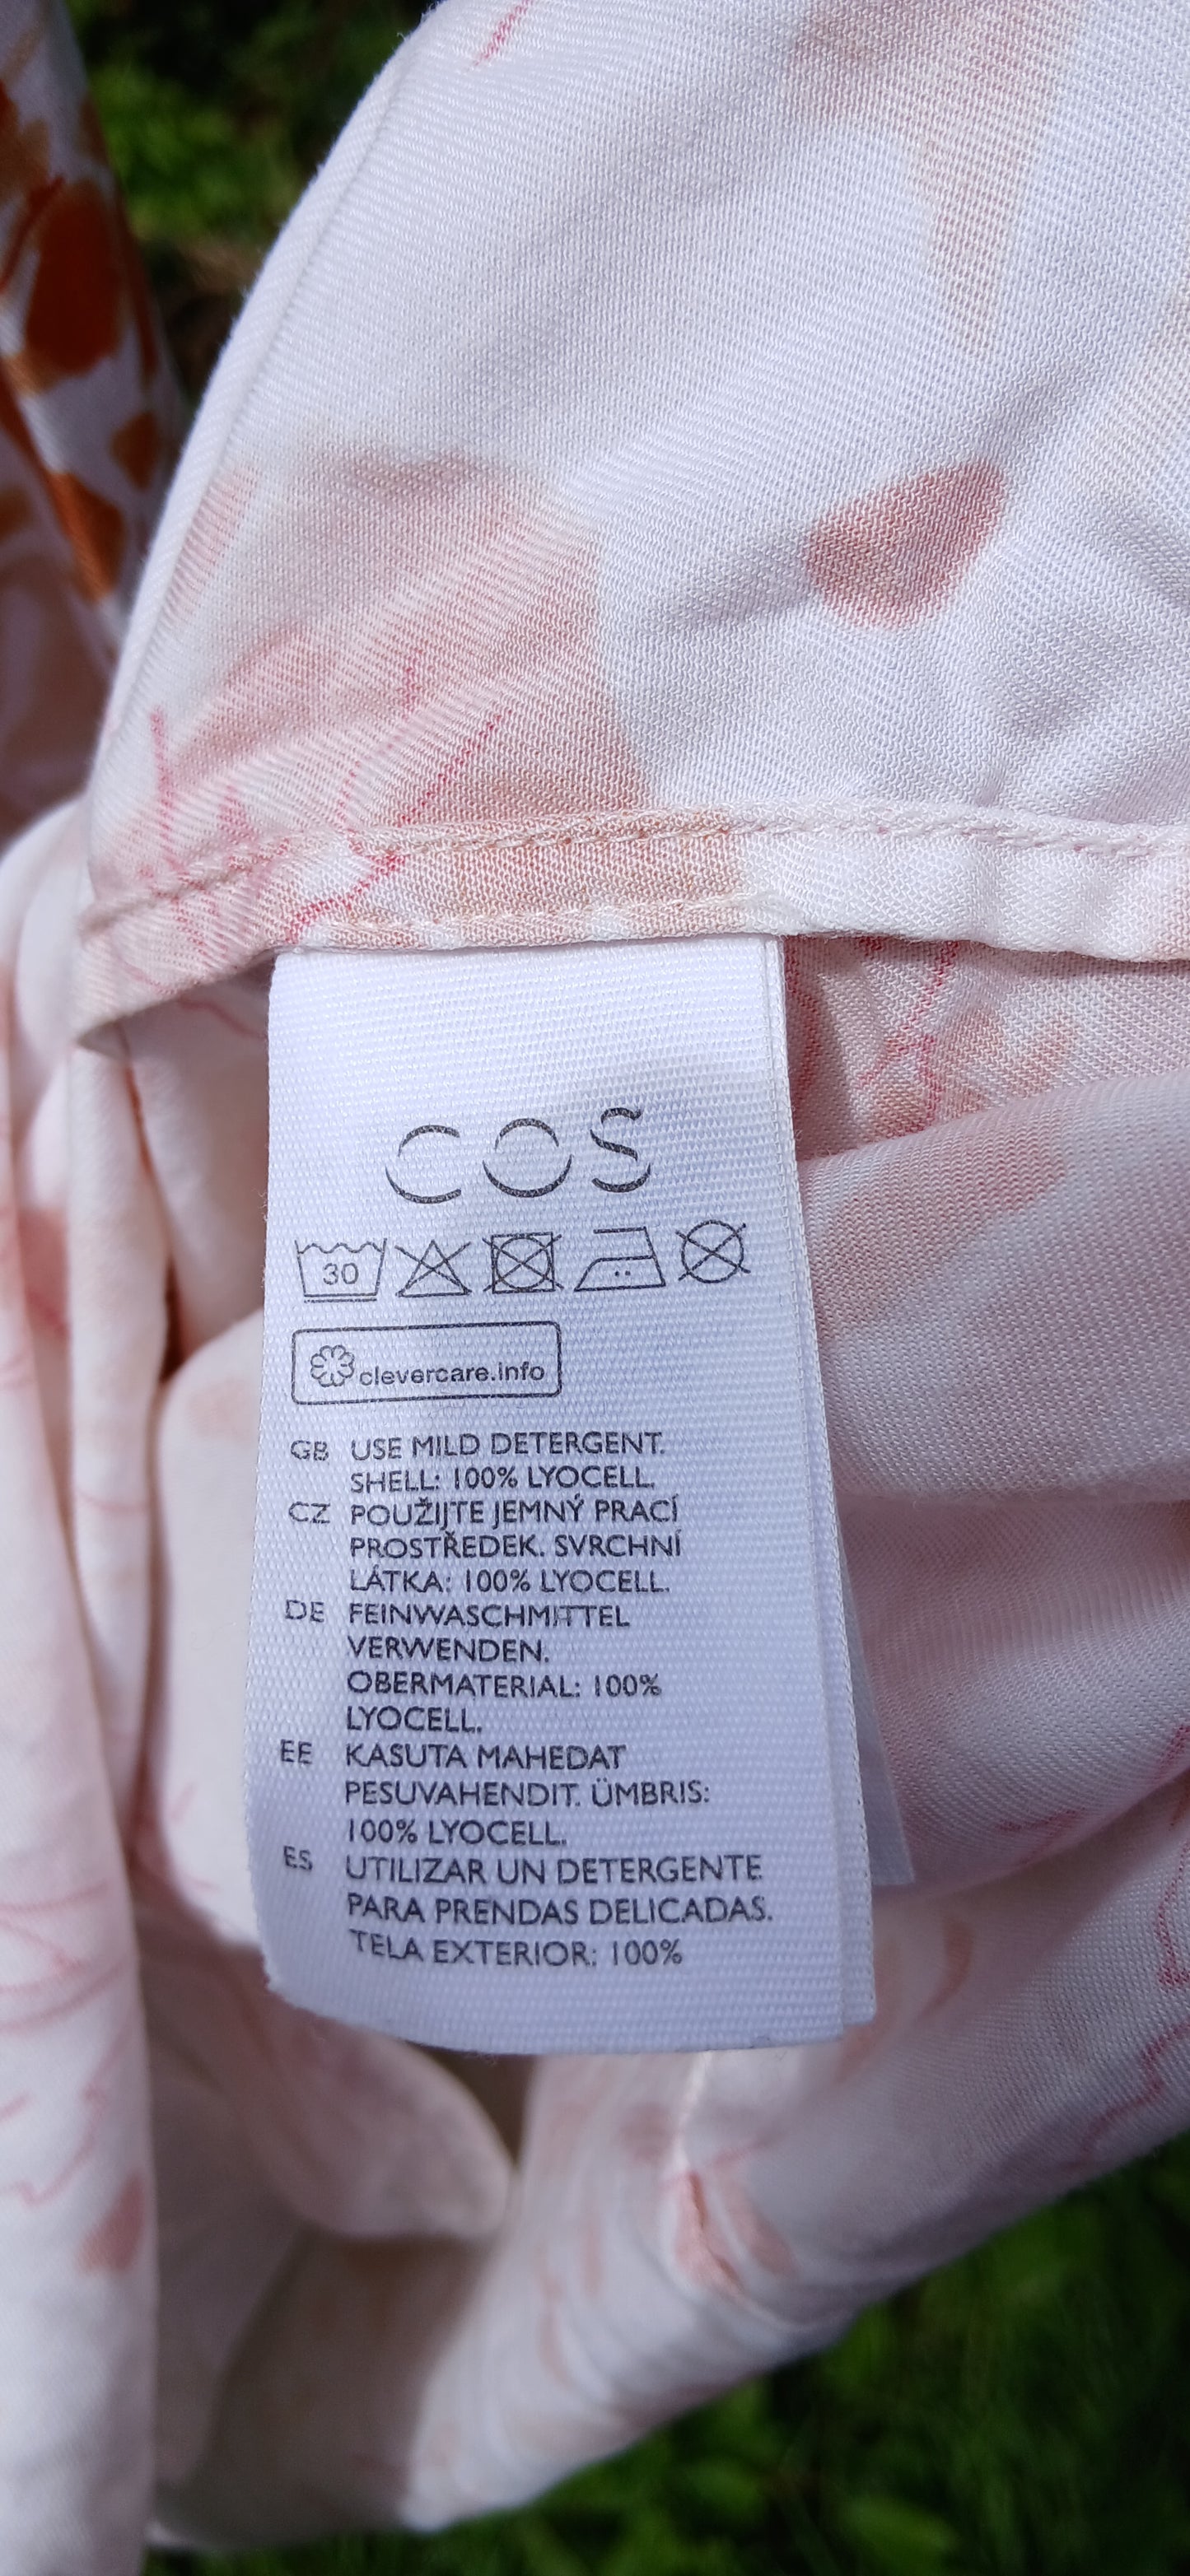 COS
30
clevercare.info
GB USE MILD DETERGENT.
SHELL: 100% LYOCELL.
CZ POUŽIJTE JEMNÝ PRACÍ
PROSTŘEDEK. SVRCHNÍ
LÁTKA: 100% LYOCELL.
DE FEINWASCHMITTEL
VERWENDEN.
OBERMATERIAL: 100%
LYOCELL.
EE KASUTA MAHEDAT
PESUVAHENDIT. ÜMBRIS:
100% LYOCELL.
ES UTILIZAR UN DETERGENTE
PARA PRENDAS DELICADAS.
TELA EXTERIOR: 100%